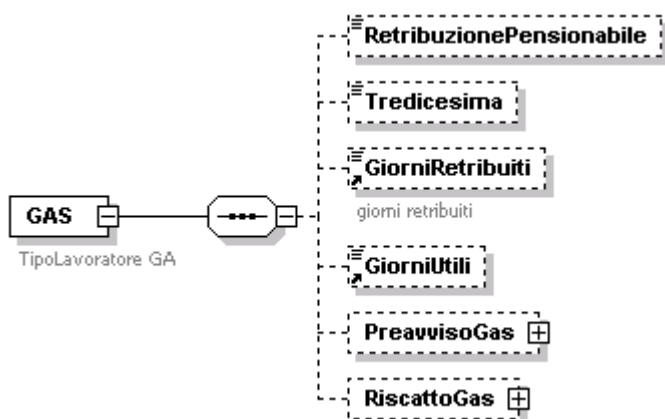 RetribuzionePensionabile
Tredicesima
GiorniRetribuiti
giorni retribuiti
GAS
TipoLavoratore GA
GiorniUtili
PreavvisoGas
RiscattoGas